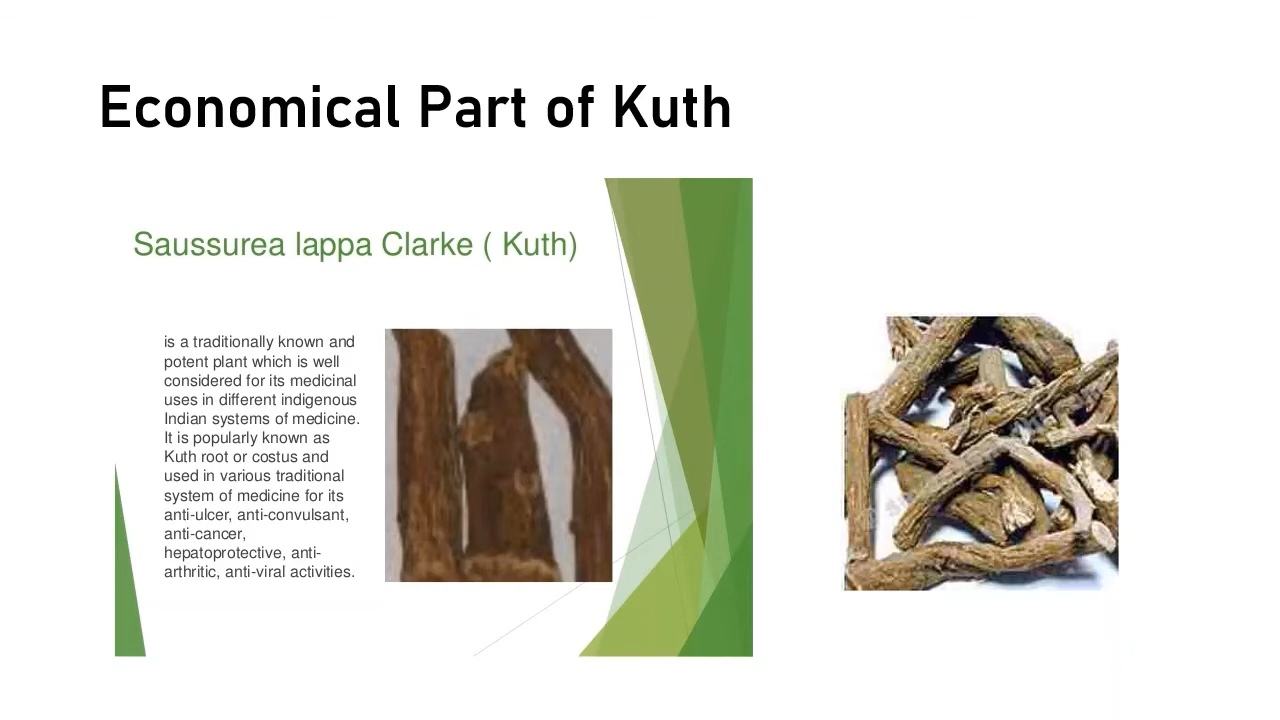 Economical Part of Kuth
Saussurea lappa Clarke ( Kuth)
is a traditionally known and
potent plant which is well
considered for its medicinal
uses in different indigenous
Indian systems of medicine.
It is popularly known as
Kuth root or costus and
used in various traditional
system of medicine for its
anti-ulcer, anti-convulsant,
anti-cancer,
hepatoprotective, anti-
arthritic, anti-viral activities.